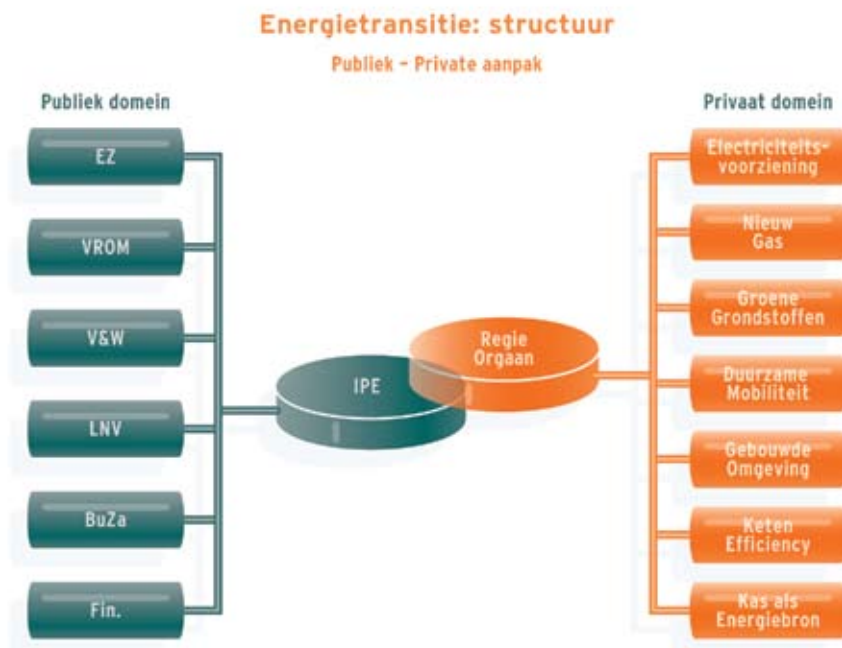 Energietransitie: structuur
Publiek – Private aanpak
Publiek domein
EZ
VROM
V&W
LNV
BuZa
Fin.
IPE
Regie
Orgaan
Privaat domein
Electriciteits-
voorziening
Nieuw
Gas
Groene
Grondstoffen
Duurzame
Mobiliteit
Gebouwde
Omgeving
Keten
Efficiency
Kas als
Energiebron